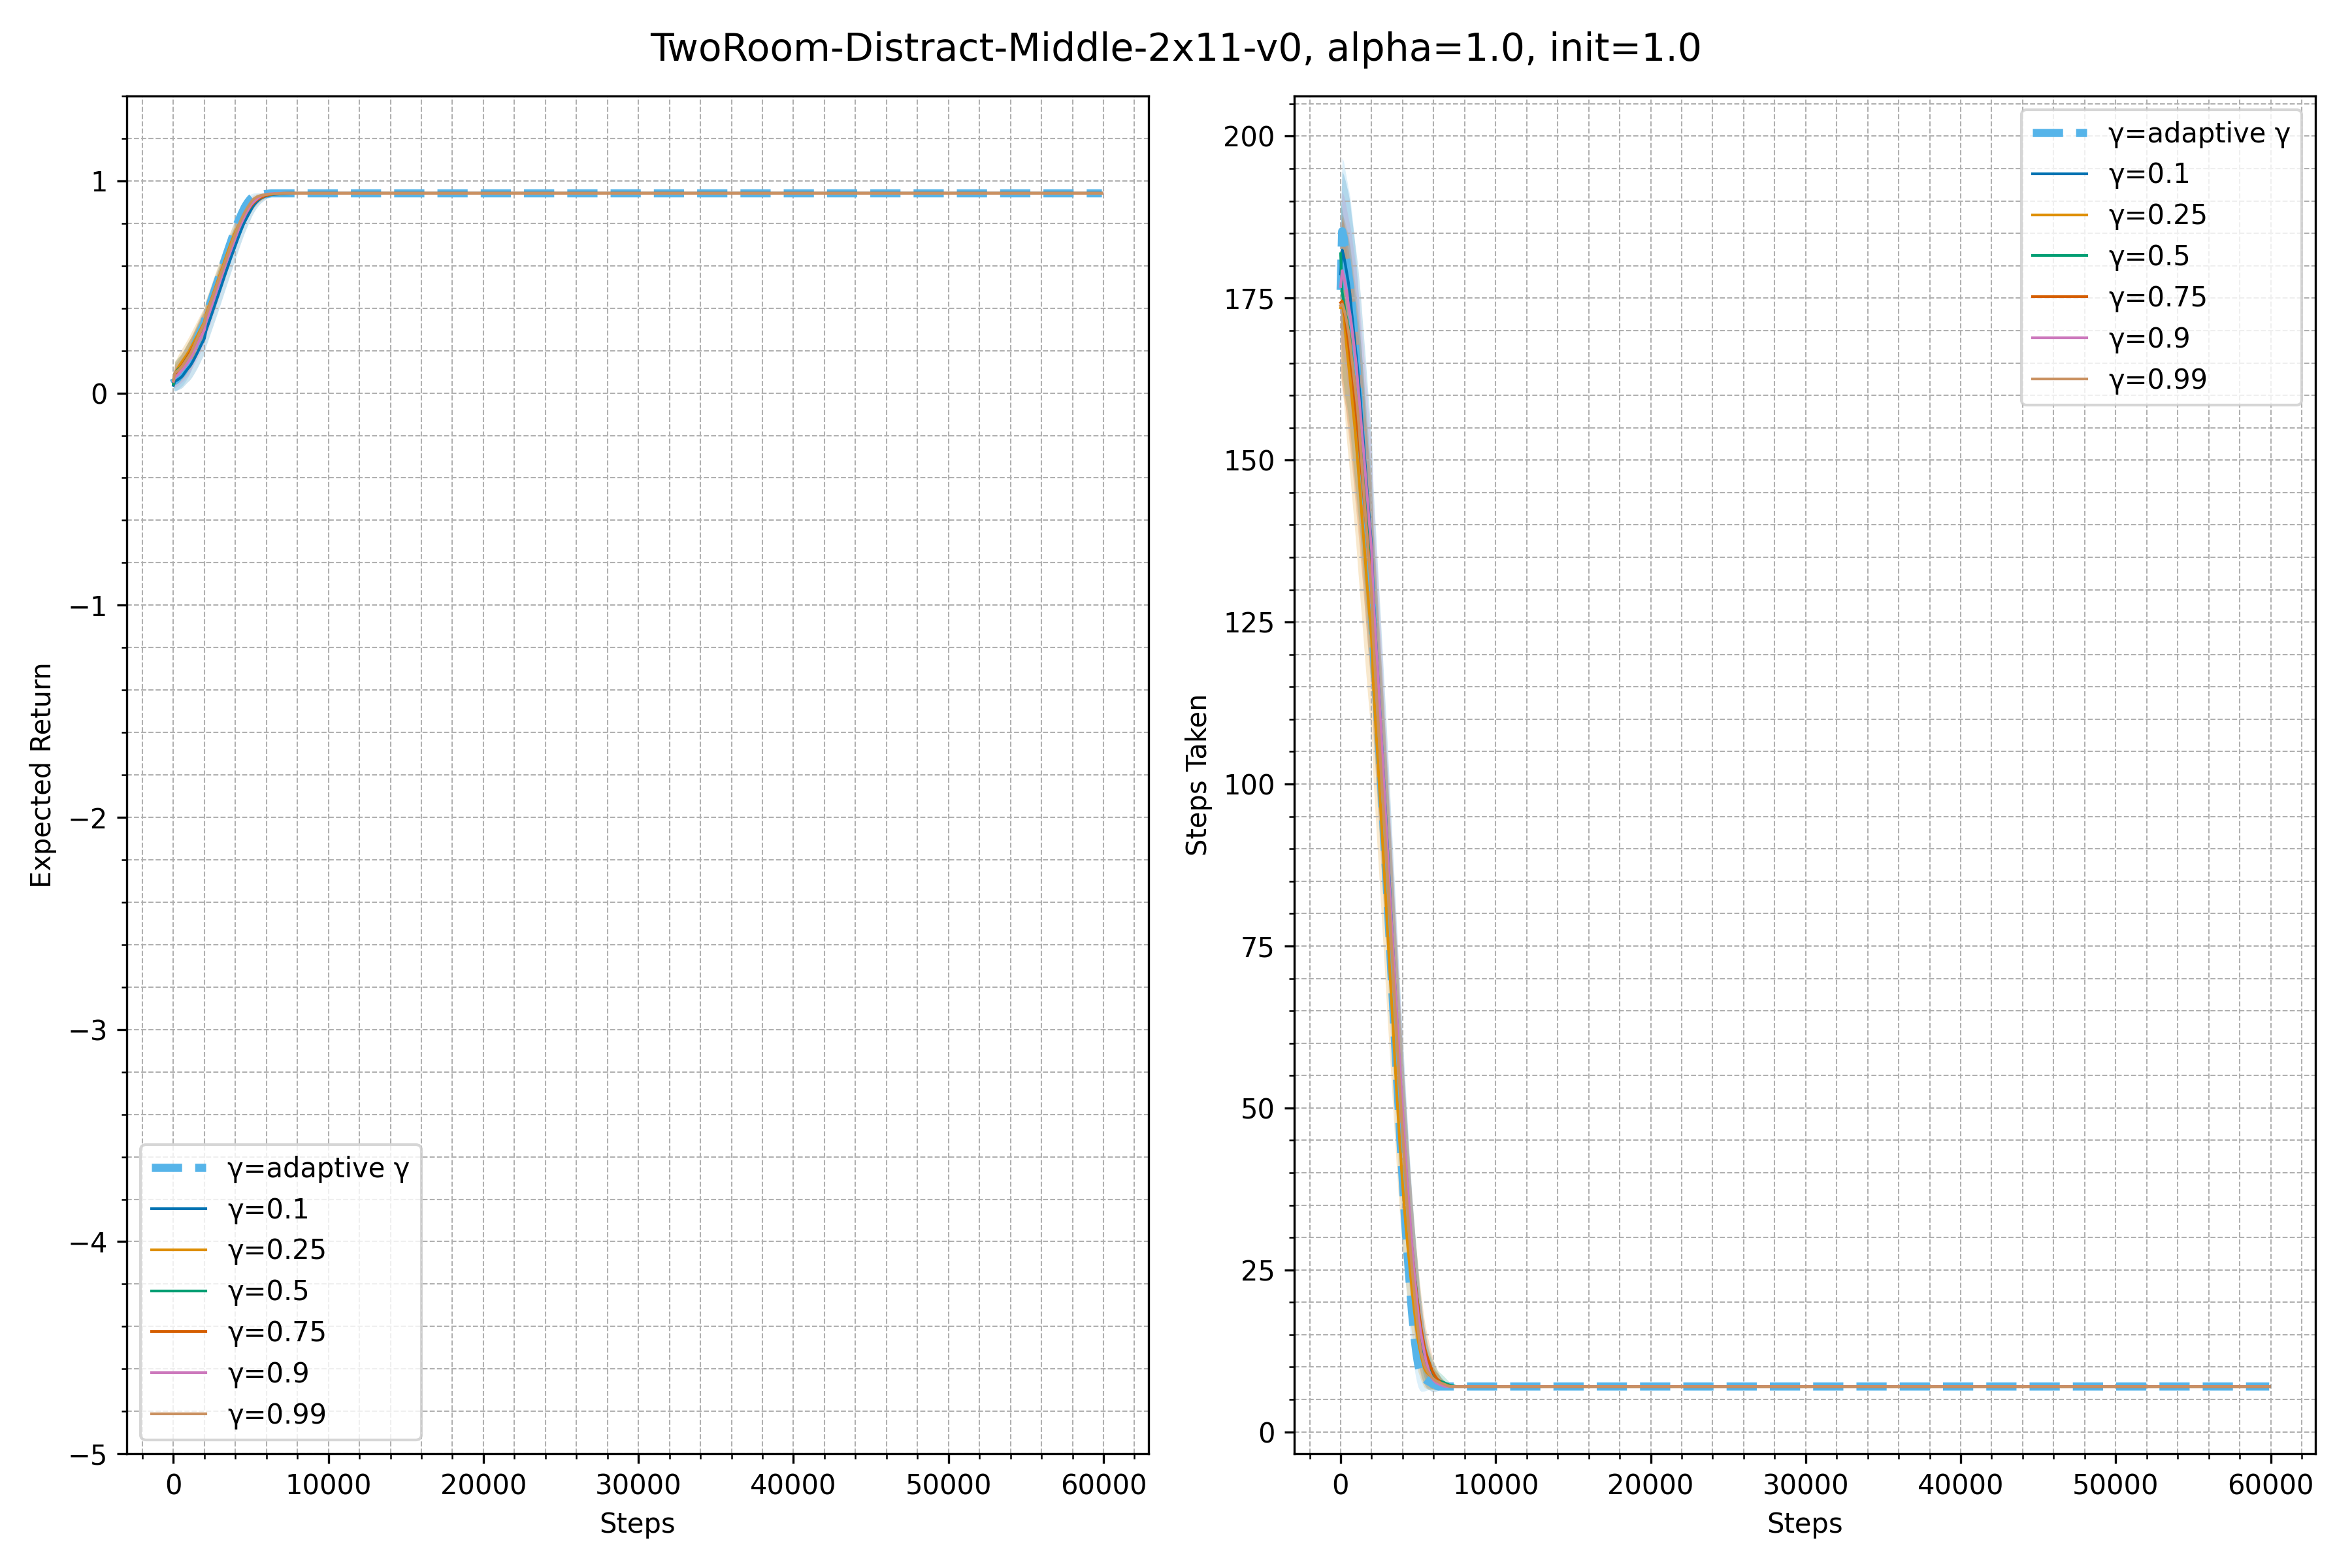 TwoRoom-Distract-Middle-2x11-v0, alpha=1.0, init=1.0
Expected Return
1
0
−1
−2
−3
−4
−5
γ=adaptive γ
γ=0.1
γ=0.25
γ=0.5
γ=0.75
γ=0.9
γ=0.99
0 10000 20000 30000 40000 50000 60000
Steps
Steps Taken
200
175
150
125
100
75
50
25
0
γ=adaptive γ
γ=0.1
γ=0.25
γ=0.5
γ=0.75
γ=0.9
γ=0.99
0 10000 20000 30000 40000 50000 60000
Steps